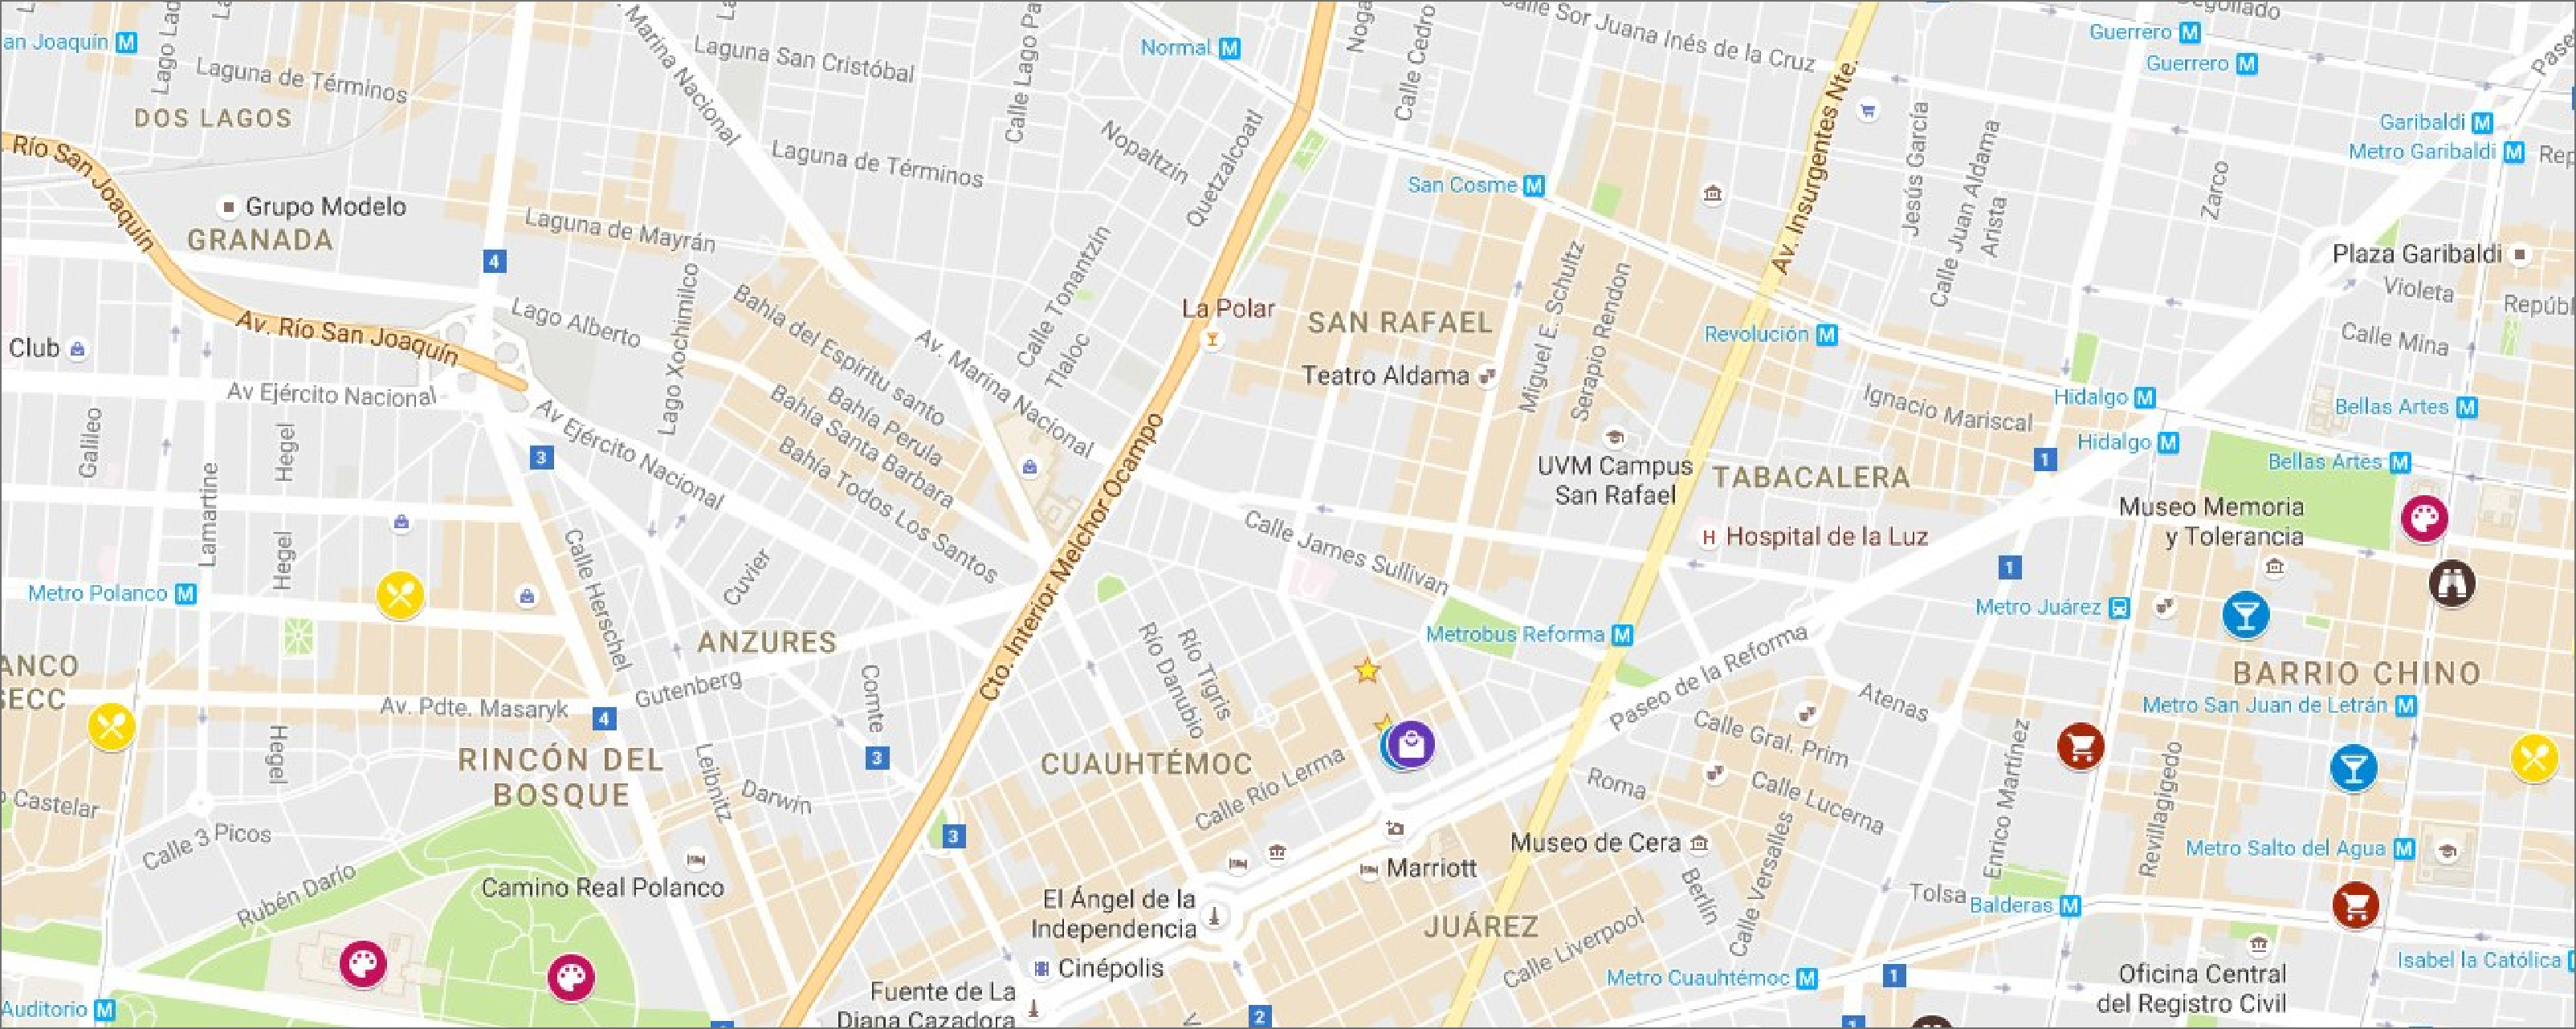 Calle Sor Juana Inés de la Cruz
Degollado
an Joaquín
Marina Nacional
Laguna San Cristóbal
Normal
Calle Cedro
Guerrero
Guerrero
Laguna de Términos
DOS LAGOS
Río San Joaquín
Laguna de Términos
Nopaltzin
Quetzalcoatl
San Cosme
Av. Insurgentes Nte.
Jesús García
Calle Juan Aldama
Arista
Zarco
Garibaldi
Metro Garibaldi
Grupo Modelo
GRANADA
Laguna de Mayrán
4
Calle Tonantzin
Tlaloc
Plaza Garibaldi
Violeta
Calle Mina
Av. Río San Joaquín
Lago Alberto
Lago Xochimilco
Bahía del Espíritu santo
Av. Marina Nacional
La Polar
SAN RAFAEL
Miguel E. Schultz
Serapio Rendon
Revolución
Club
Teatro Aldama
Av Ejército Nacional
Av Ejército Nacional
Bahía Perula
Bahía Santa Barbara
Bahía Todos Los Santos
Ignacio Mariscal
Hidalgo
Hidalgo
Bellas Artes
Bellas Artes
Galileo
Hegel
Lamartine
Hegel
3
Cto. Interior Melchor Ocampo
UVM Campus
San Rafael
TABACALERA
1
Museo Memoria
y Tolerancia
Calle James Sullivan
H
Hospital de la Luz
1
Calle Herschel
Cuvier
Metro Polanco
ANZURES
Río Danubio
Río Tigris
Metrobus Reforma
Paseo de la Reforma
Metro Juárez
BARRIO CHINO
ANCO
SECC
Gutenberg
Comte
Av. Pdte. Masaryk
4
Hegel
Atenas
Metro San Juan de Letrán
RINCÓN DEL
BOSQUE
Leibnitz
Darwin
3
CUAUHTÉMOC
Calle Río Lerma
Calle Gral. Prim
Roma
Calle Lucerna
Enrico Martínez
Revillagigedo
Castelar
Calle 3 Picos
3
Rubén Darío
Camino Real Polanco
Museo de Cera
Berlín
Calle Versalles
Metro Salto del Agua
Marriott
El Ángel de la
Independencia
JUÁREZ
Calle Liverpool
Tolsa
Balderas
Cinépolis
Metro Cuauhtémoc
1
Oficina Central
del Registro Civil
Isabel la Católica
Auditorio
Fuente de La
Diana Cazadora
2
1